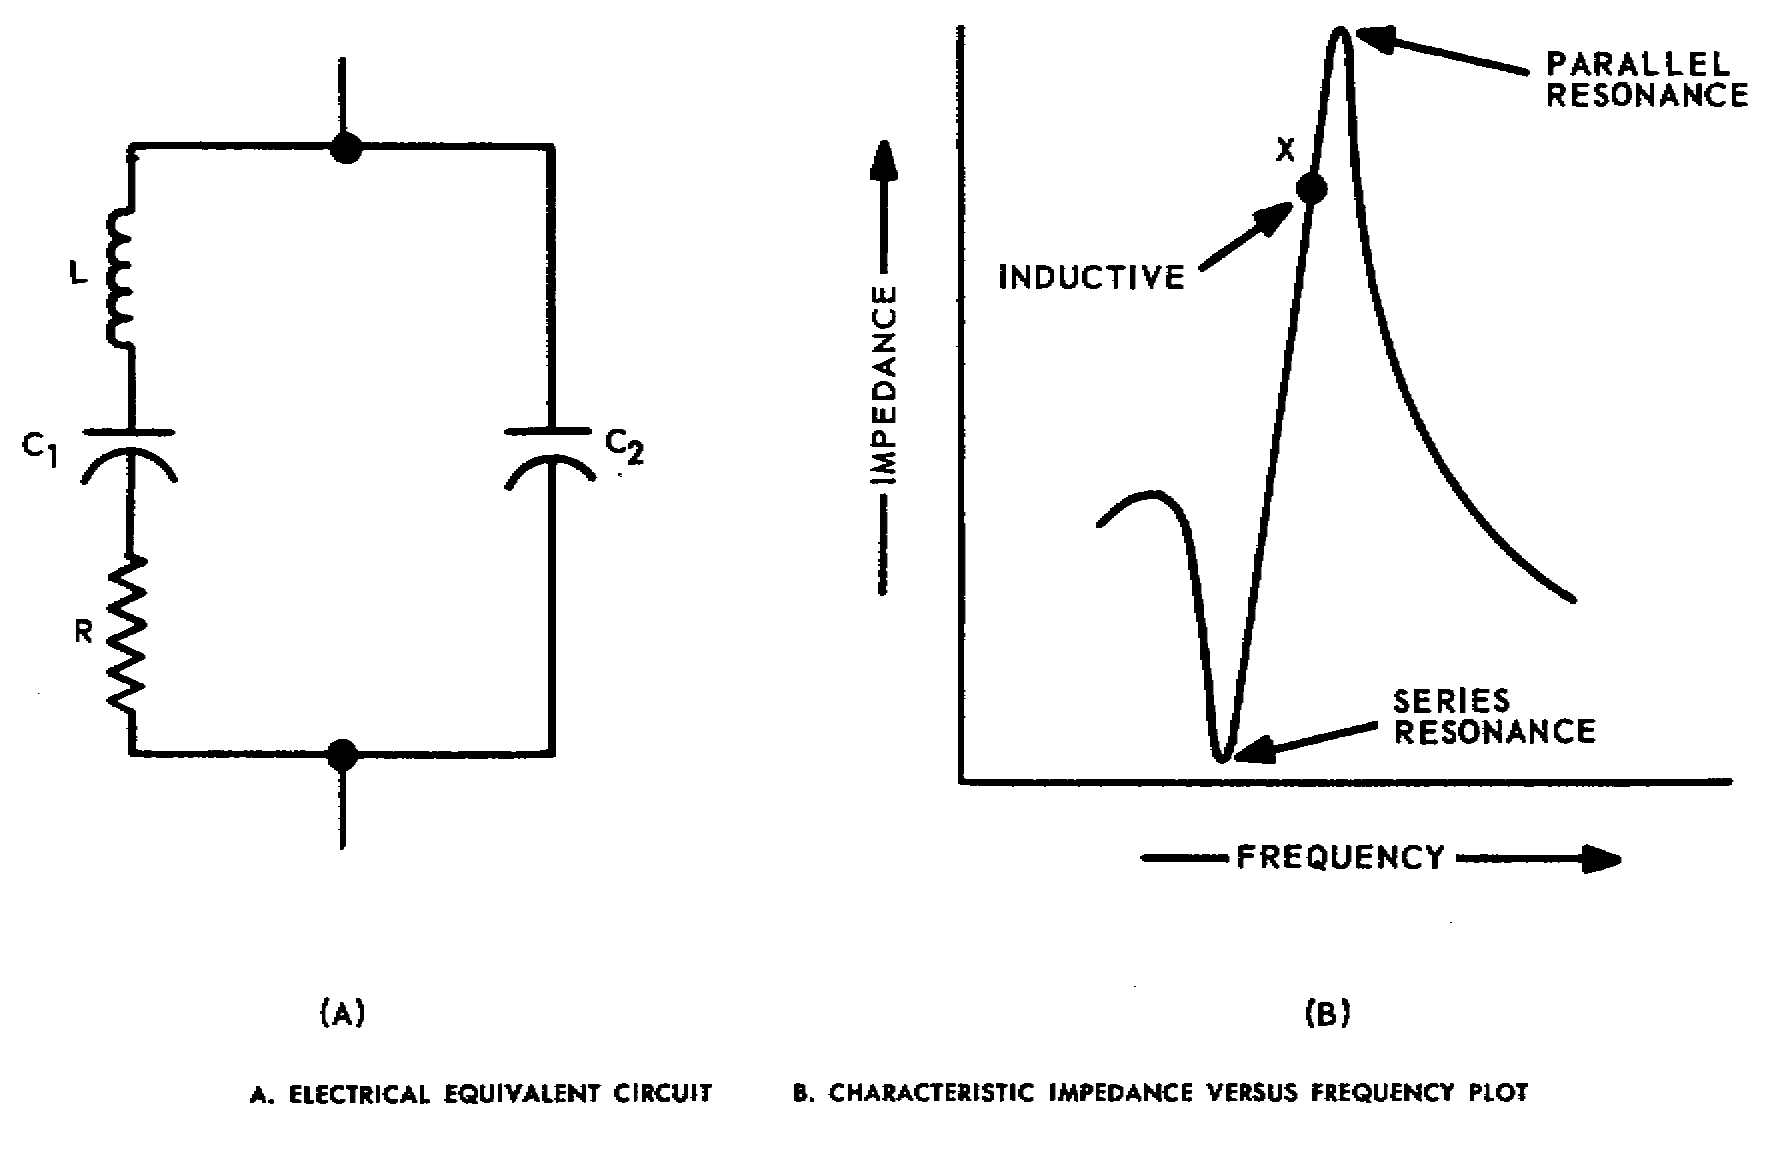 L
C1
R
C2
(A)
IMPEDANCE
X
INDUCTIVE
PARALLEL
RESONANCE
SERIES
RESONANCE
FREQUENCY
(B)
A. ELECTRICAL EQUIVALENT CIRCUIT
B. CHARACTERISTIC IMPEDANCE VERSUS FREQUENCY PLOT